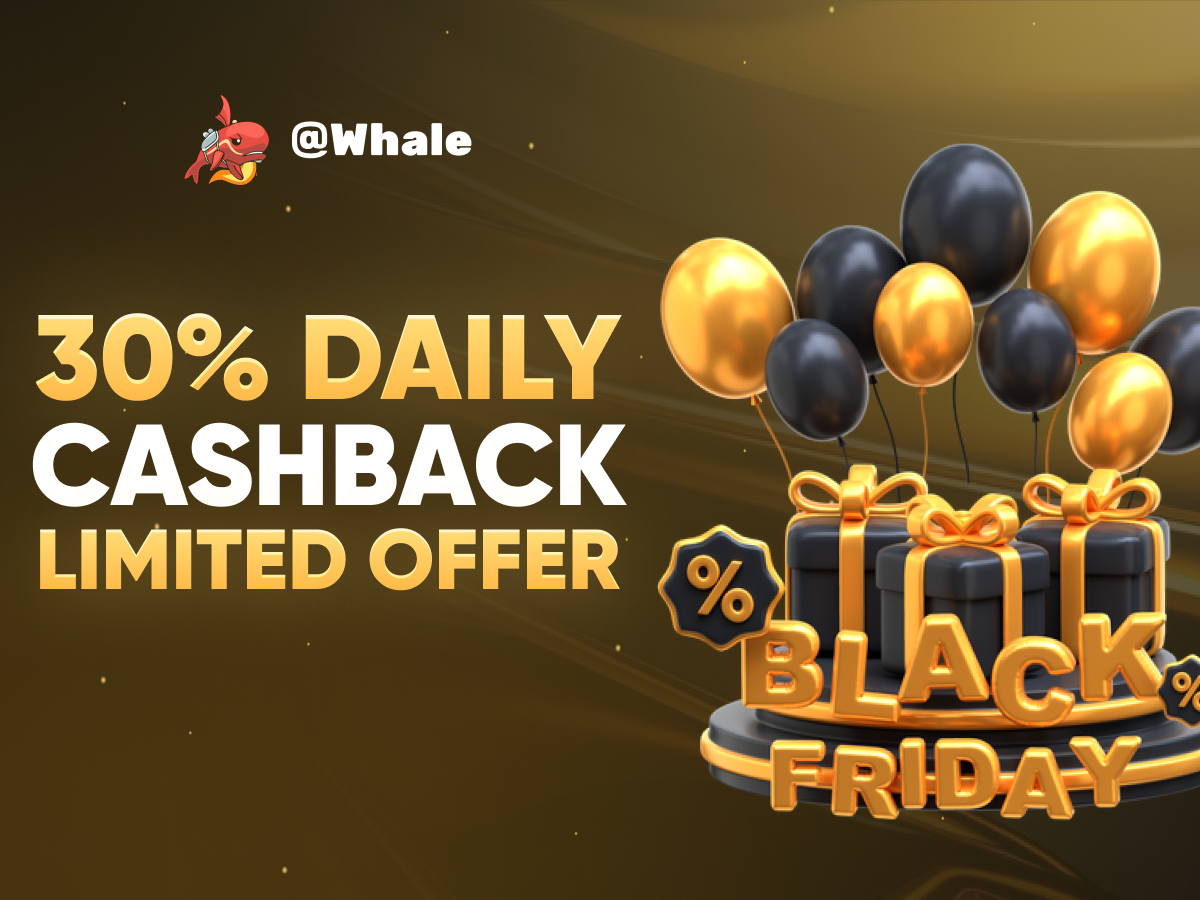 @Whale
30% DAILY
CASHBACK
LIMITED OFFER
%
BLACK
%
FRIDAY